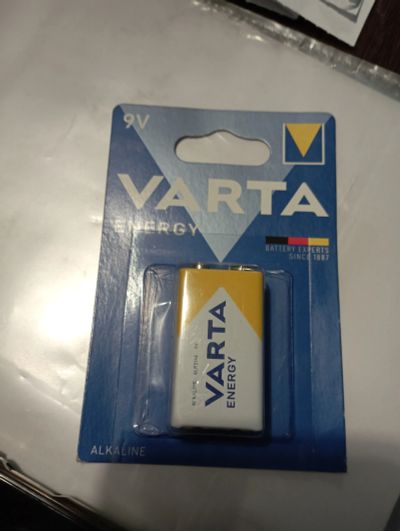 9V
VARTA
ENERGY
BATTERY EXPERTS
SINCE 1887
VARTA
ENERGY
ALKALINE